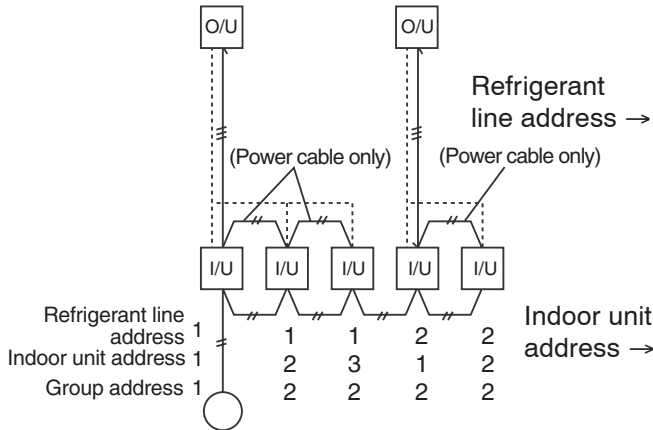 O/U O/U
Refrigerant
line address →
(Power cable only) (Power cable only)
I/U I/U I/U I/U I/U
Refrigerant line
address 1 1 1 2 2
Indoor unit address 1 2 3 1 2
Group address 1 2 2 2 2
Indoor unit
address →